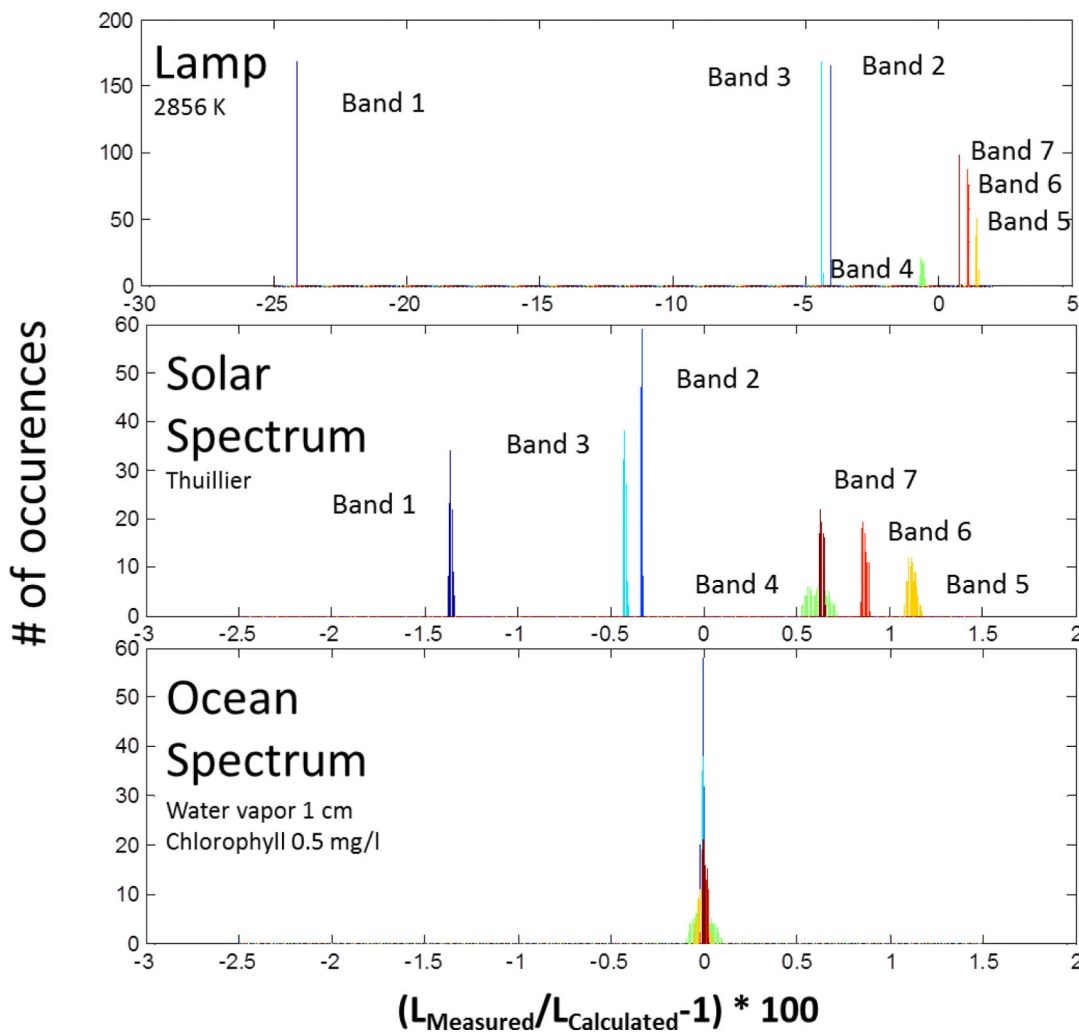 # of occurences
200
150
100
50
0
Lamp
2856 K
Band 1
Band 3
Band 2
Band 7
Band 6
Band 5
Band 4
-30 -25 -20 -15 -10 -5 0 5
60
50
40
30
20
10
0
Solar
Spectrum
Thuillier
Band 1
Band 3
Band 2
Band 7
Band 6
Band 4
Band 5
-3 -2.5 -2 -1.5 -1 -0.5 0 0.5 1 1.5 2
60
50
40
30
20
10
0
Ocean
Spectrum
Water vapor 1 cm
Chlorophyll 0.5 mg/l
-3 -2.5 -2 -1.5 -1 -0.5 0 0.5 1 1.5 2
(LMeasured/LCalculated-1) * 100